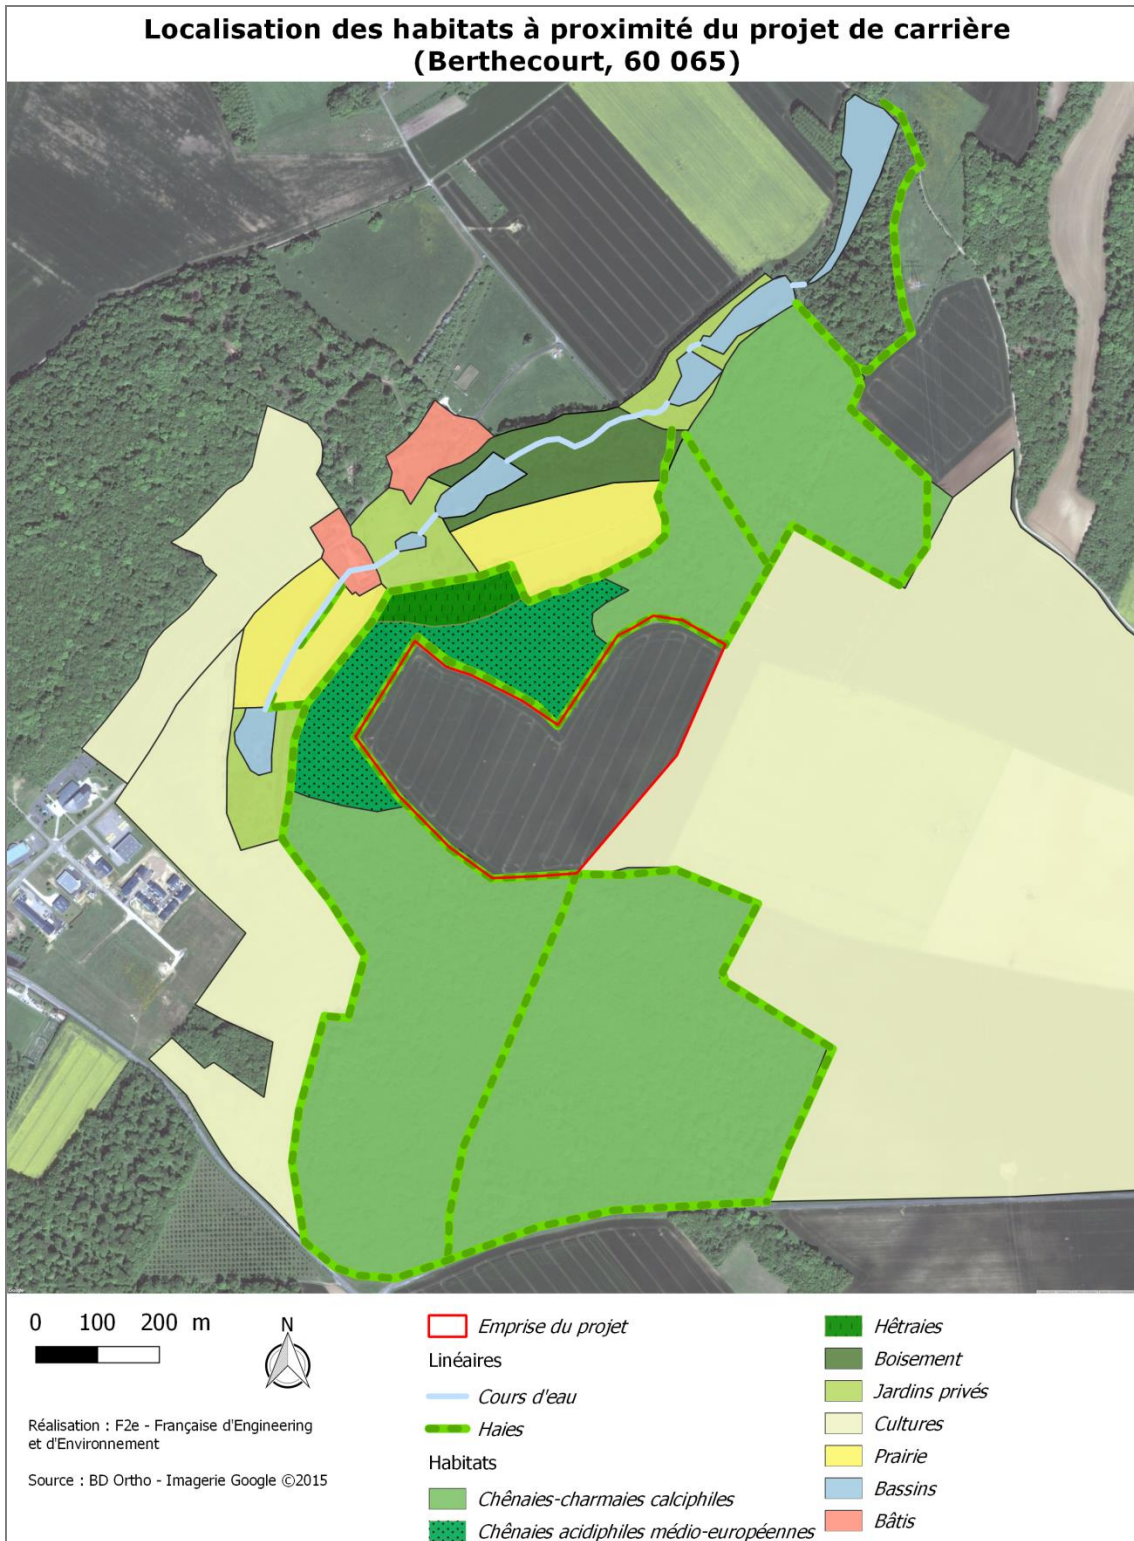 Localisation des habitats à proximité du projet de carrière
(Berthecourt, 60 065)
0 100 200 m
N
Réalisation : F2e - Française d'Engineering
et d'Environnement
Source : BD Ortho - Imagerie Google ©2015
Emprise du projet
Linéaires
Cours d'eau
Haies
Habitats
Chênaies-charmaies calciphiles
Chênaies acidiphiles médio-européennes
Hêtraies
Boisement
Jardins privés
Cultures
Prairie
Bassins
Bâtis